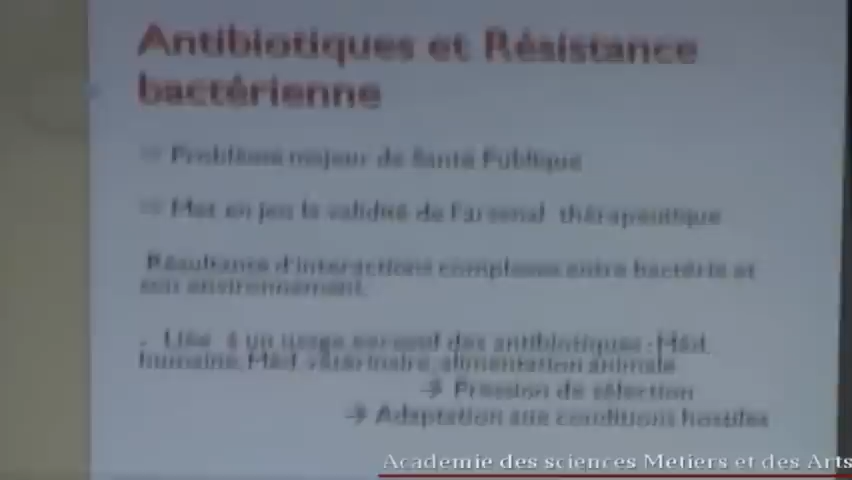 Antibiotiques et Résistance
bactérienne
Problème majeur de Santé Publique
Met en jeu la validité de l'arsenal thérapeutique
Résultante d'interactions complexes entre bactérie et
son environnement.
. Liée à un usage excessif des antibiotiques : Méd.
humaine, Méd. vétérinaire, alimentation animale
→ Pression de sélection
→ Adaptation aux conditions hostiles
Academie des sciences Metiers et des Arts